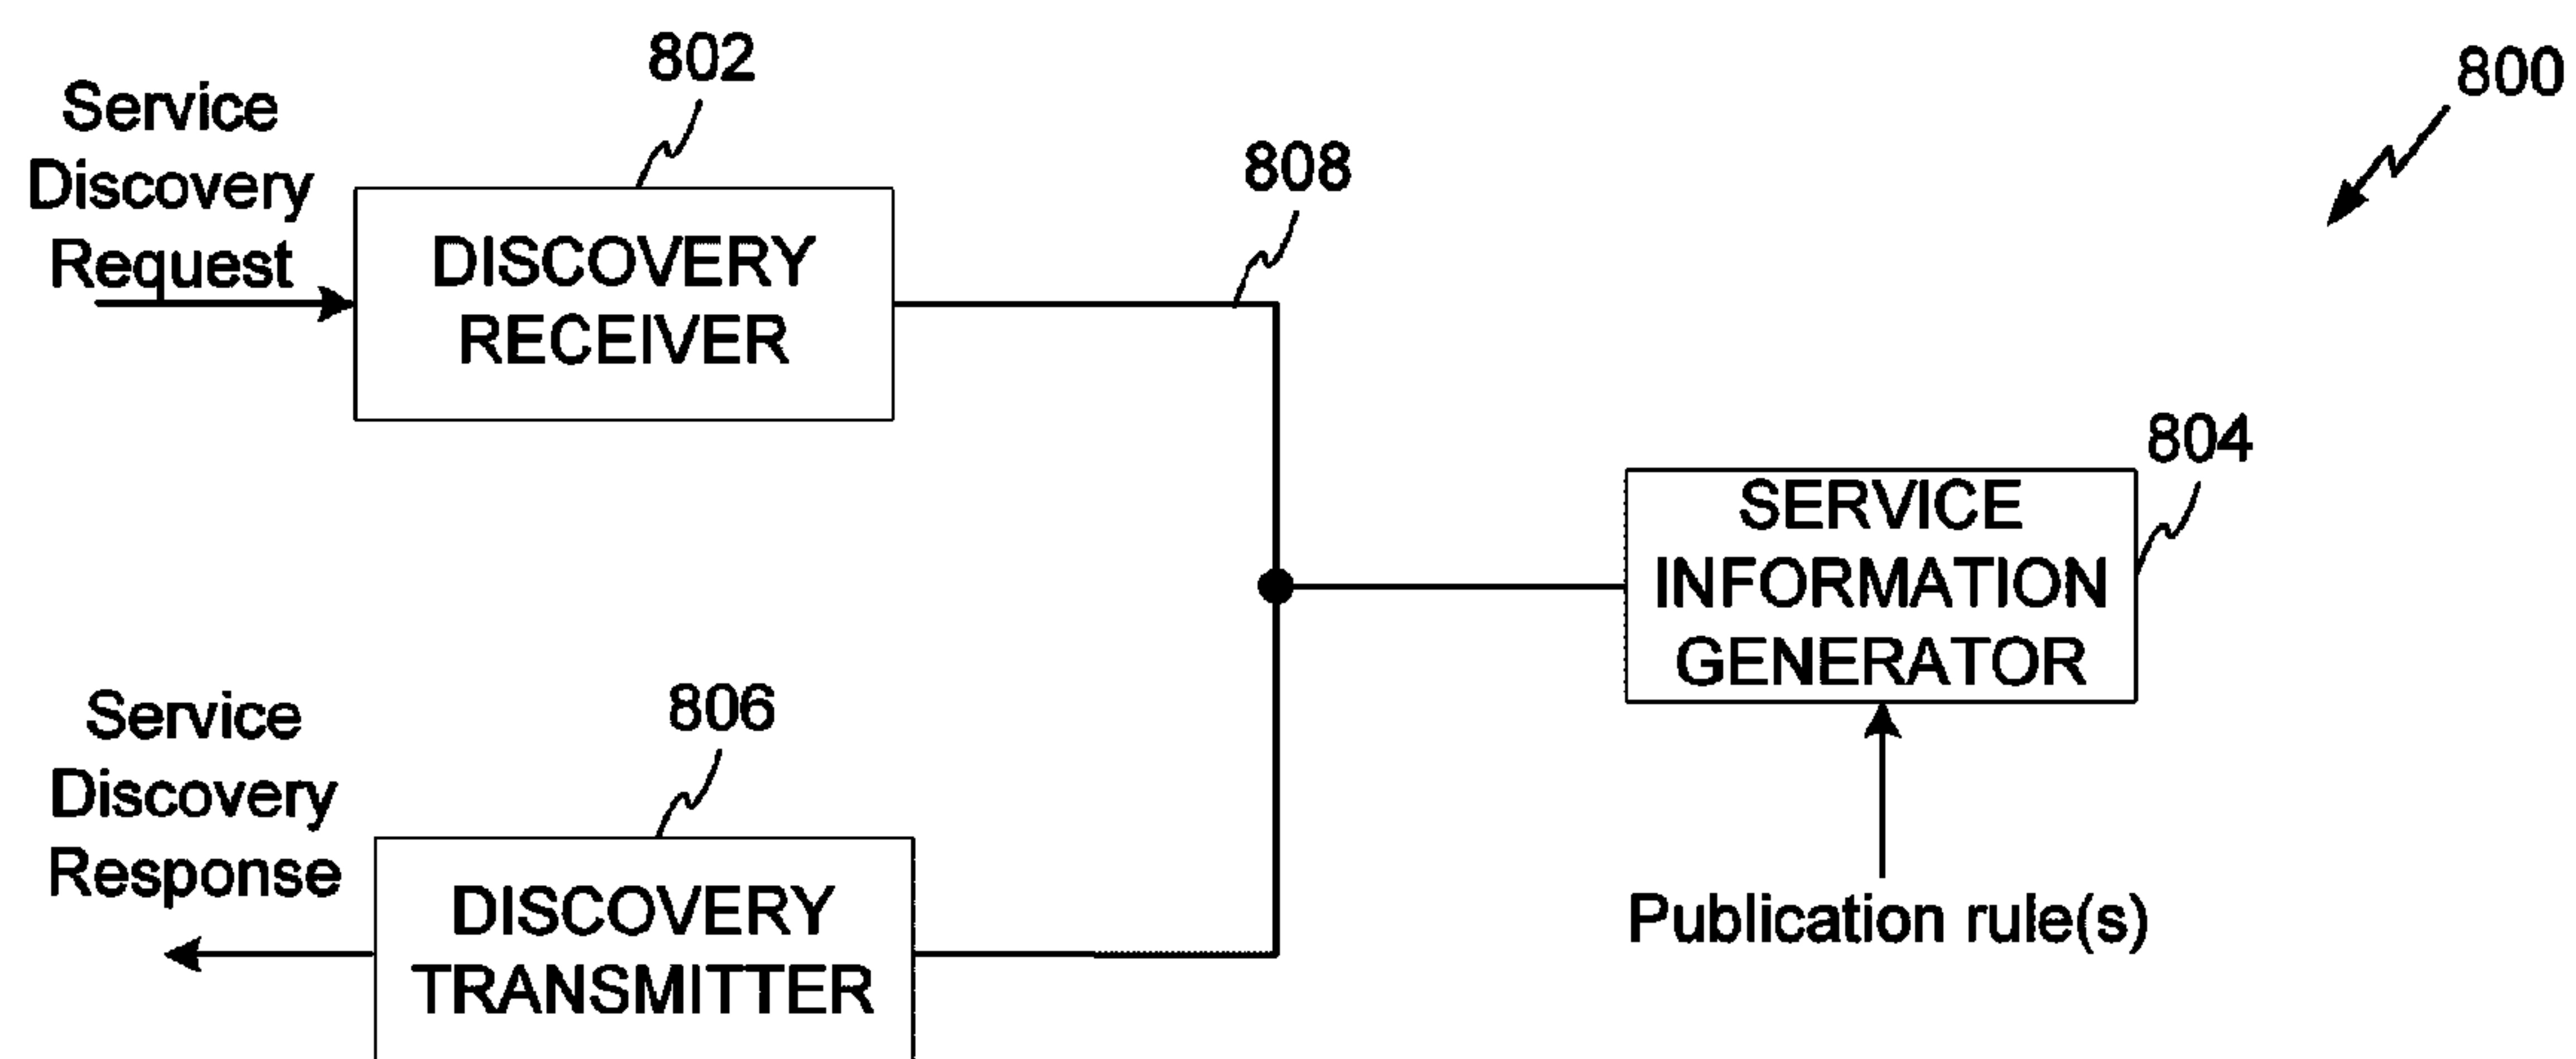 802
800
Service
Discovery
Request
808
DISCOVERY
RECEIVER
804
SERVICE
INFORMATION
GENERATOR
806
Service
Discovery
Response
Publication rule(s)
DISCOVERY
TRANSMITTER